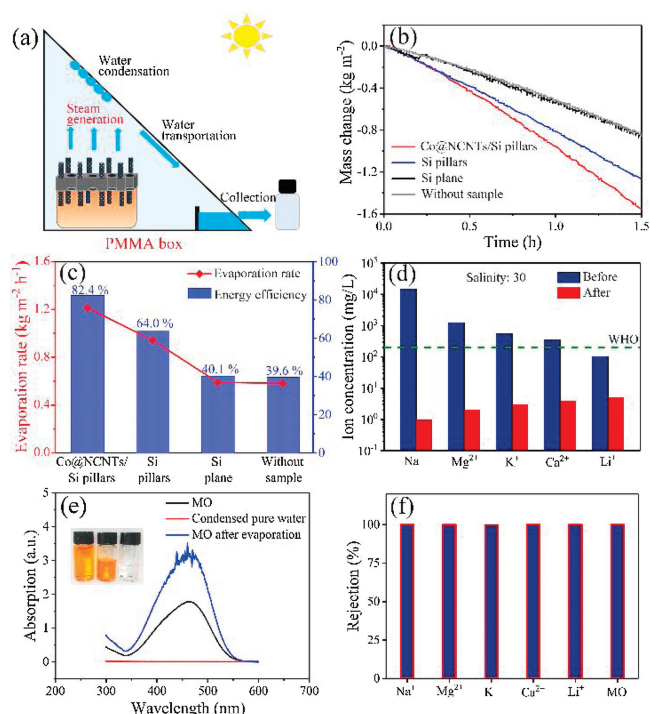 (a)
Water
condensation
Steam
generation
Water
transportation
Collection
PMMA box
(b)
Mass change (kg m-2)
0.0
-0.4
-0.8
-1.2
-1.6
Co@NCNTs/Si pillars
Si pillars
Si plane
Without sample
0.0 0.5 1.0 1.5
Time (h)
(c)
Evaporation rate (kg m-2 h-1)
1.6
1.2
0.8
0.4
0.0
Evaporation rate
Energy efficiency
82.4 %
64.0 %
40.1 %
39.6 %
100
80
60
40
20
0
Co@NCNTs/
Si pillars
Si
pillars
Si
plane
Without
sample
(d)
Ion concentration (mg/L)
10⁵
10⁴
10³
10²
10¹
10⁰
10⁻¹
Salinity: 30
Before
After
WHO
Na Mg²⁺ K⁺ Ca²⁺ Li⁺
(e)
Absorption (a.u.)
5
4
3
2
1
0
MO
Condensed pure water
MO after evaporation
200 300 400 500 600 700
Wavelength (nm)
(f)
Rejection (%)
125
100
75
50
25
0
Na⁺ Mg²⁺ K Ca²⁺ Li⁺ MO